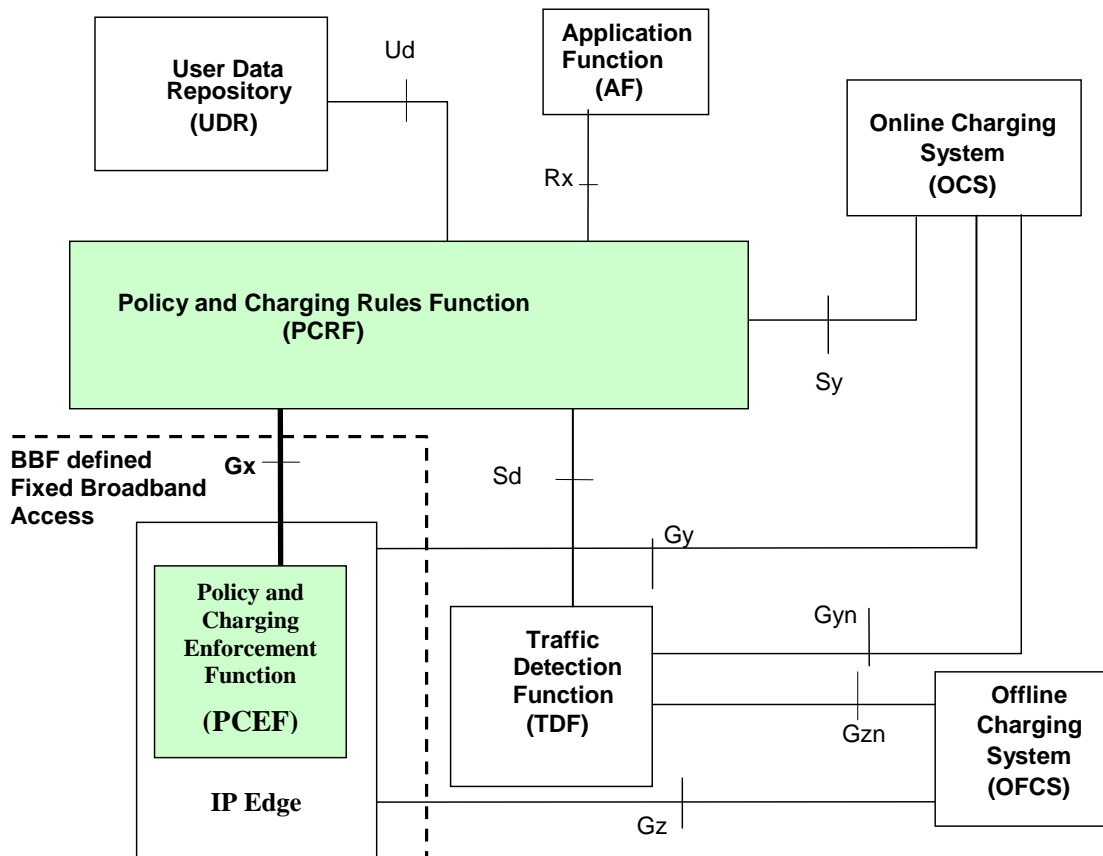 User Data
Repository
(UDR)
Ud
Application
Function
(AF)
Rx
Online Charging
System
(OCS)
Policy and Charging Rules Function
(PCRF)
Sy
BBF defined
Fixed Broadband
Access
Gx
Sd
Gy
Policy and
Charging
Enforcement
Function
(PCEF)
IP Edge
Traffic
Detection
Function
(TDF)
Gyn
Gzn
Offline
Charging
System
(OFCS)
Gz